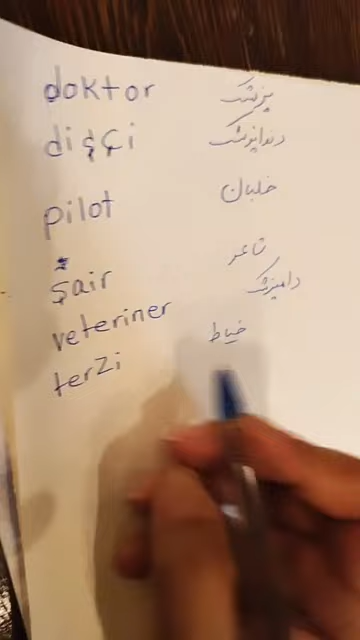 doktor پزشک
dişçi دندانپزشک
pilot خلبان
şair شاعر
veteriner دامپزشک
terzi خیاط